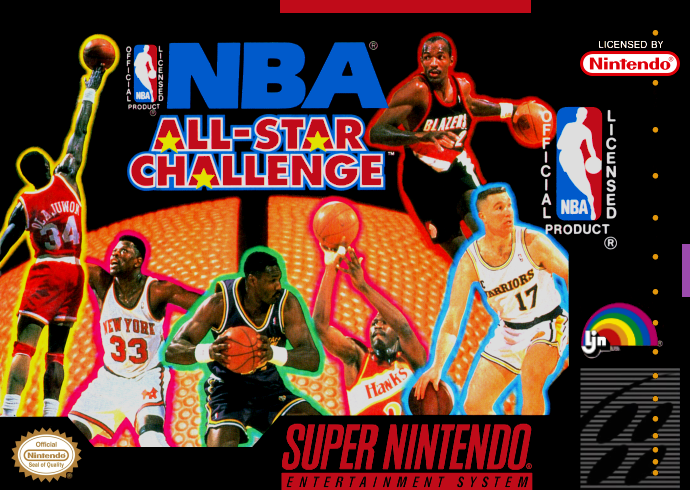 OFFICIAL
LICENSED
NBA
PRODUCT
®
NBA®
ALL-STAR
CHALLENGE™
OLAJUWON
34
NEW YORK
33
Hawks
BLAZERS
WARRIORS
17
LICENSED BY
Nintendo®
OFFICIAL
LICENSED
NBA
PRODUCT
®
ljn
®
Official
Nintendo
Seal of Quality
SUPER NINTENDO®
ENTERTAINMENT SYSTEM